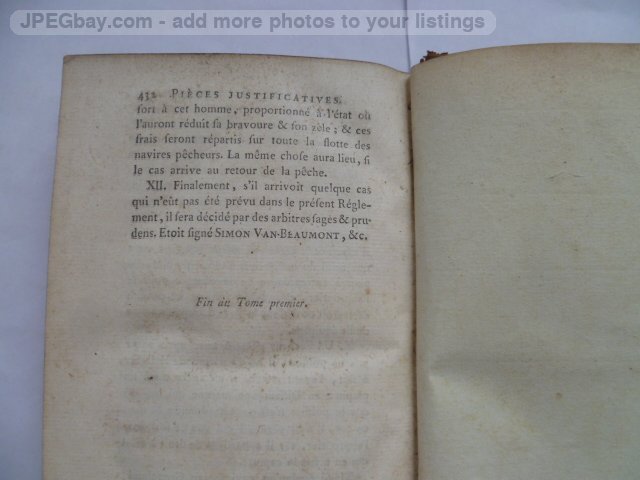 JPEGbay.com - add more photos to your listings
432 PIÈCES JUSTIFICATIVES.
ſort à cet homme, proportionné à l'état où
l'auront réduit ſa bravoure & ſon zèle ; & ces
frais ſeront répartis ſur toute la flotte des
navires pêcheurs. La même choſe aura lieu, ſi
le cas arrive au retour de la pêche.
XII. Finalement, s'il arrivoit quelque cas
qui n'eût pas été prévu dans le préſent Régle-
ment, il ſera décidé par des arbitres ſages & pru-
dens. Etoit ſigné SIMON VAN-BEAUMONT, &c.
Fin du Tome premier.